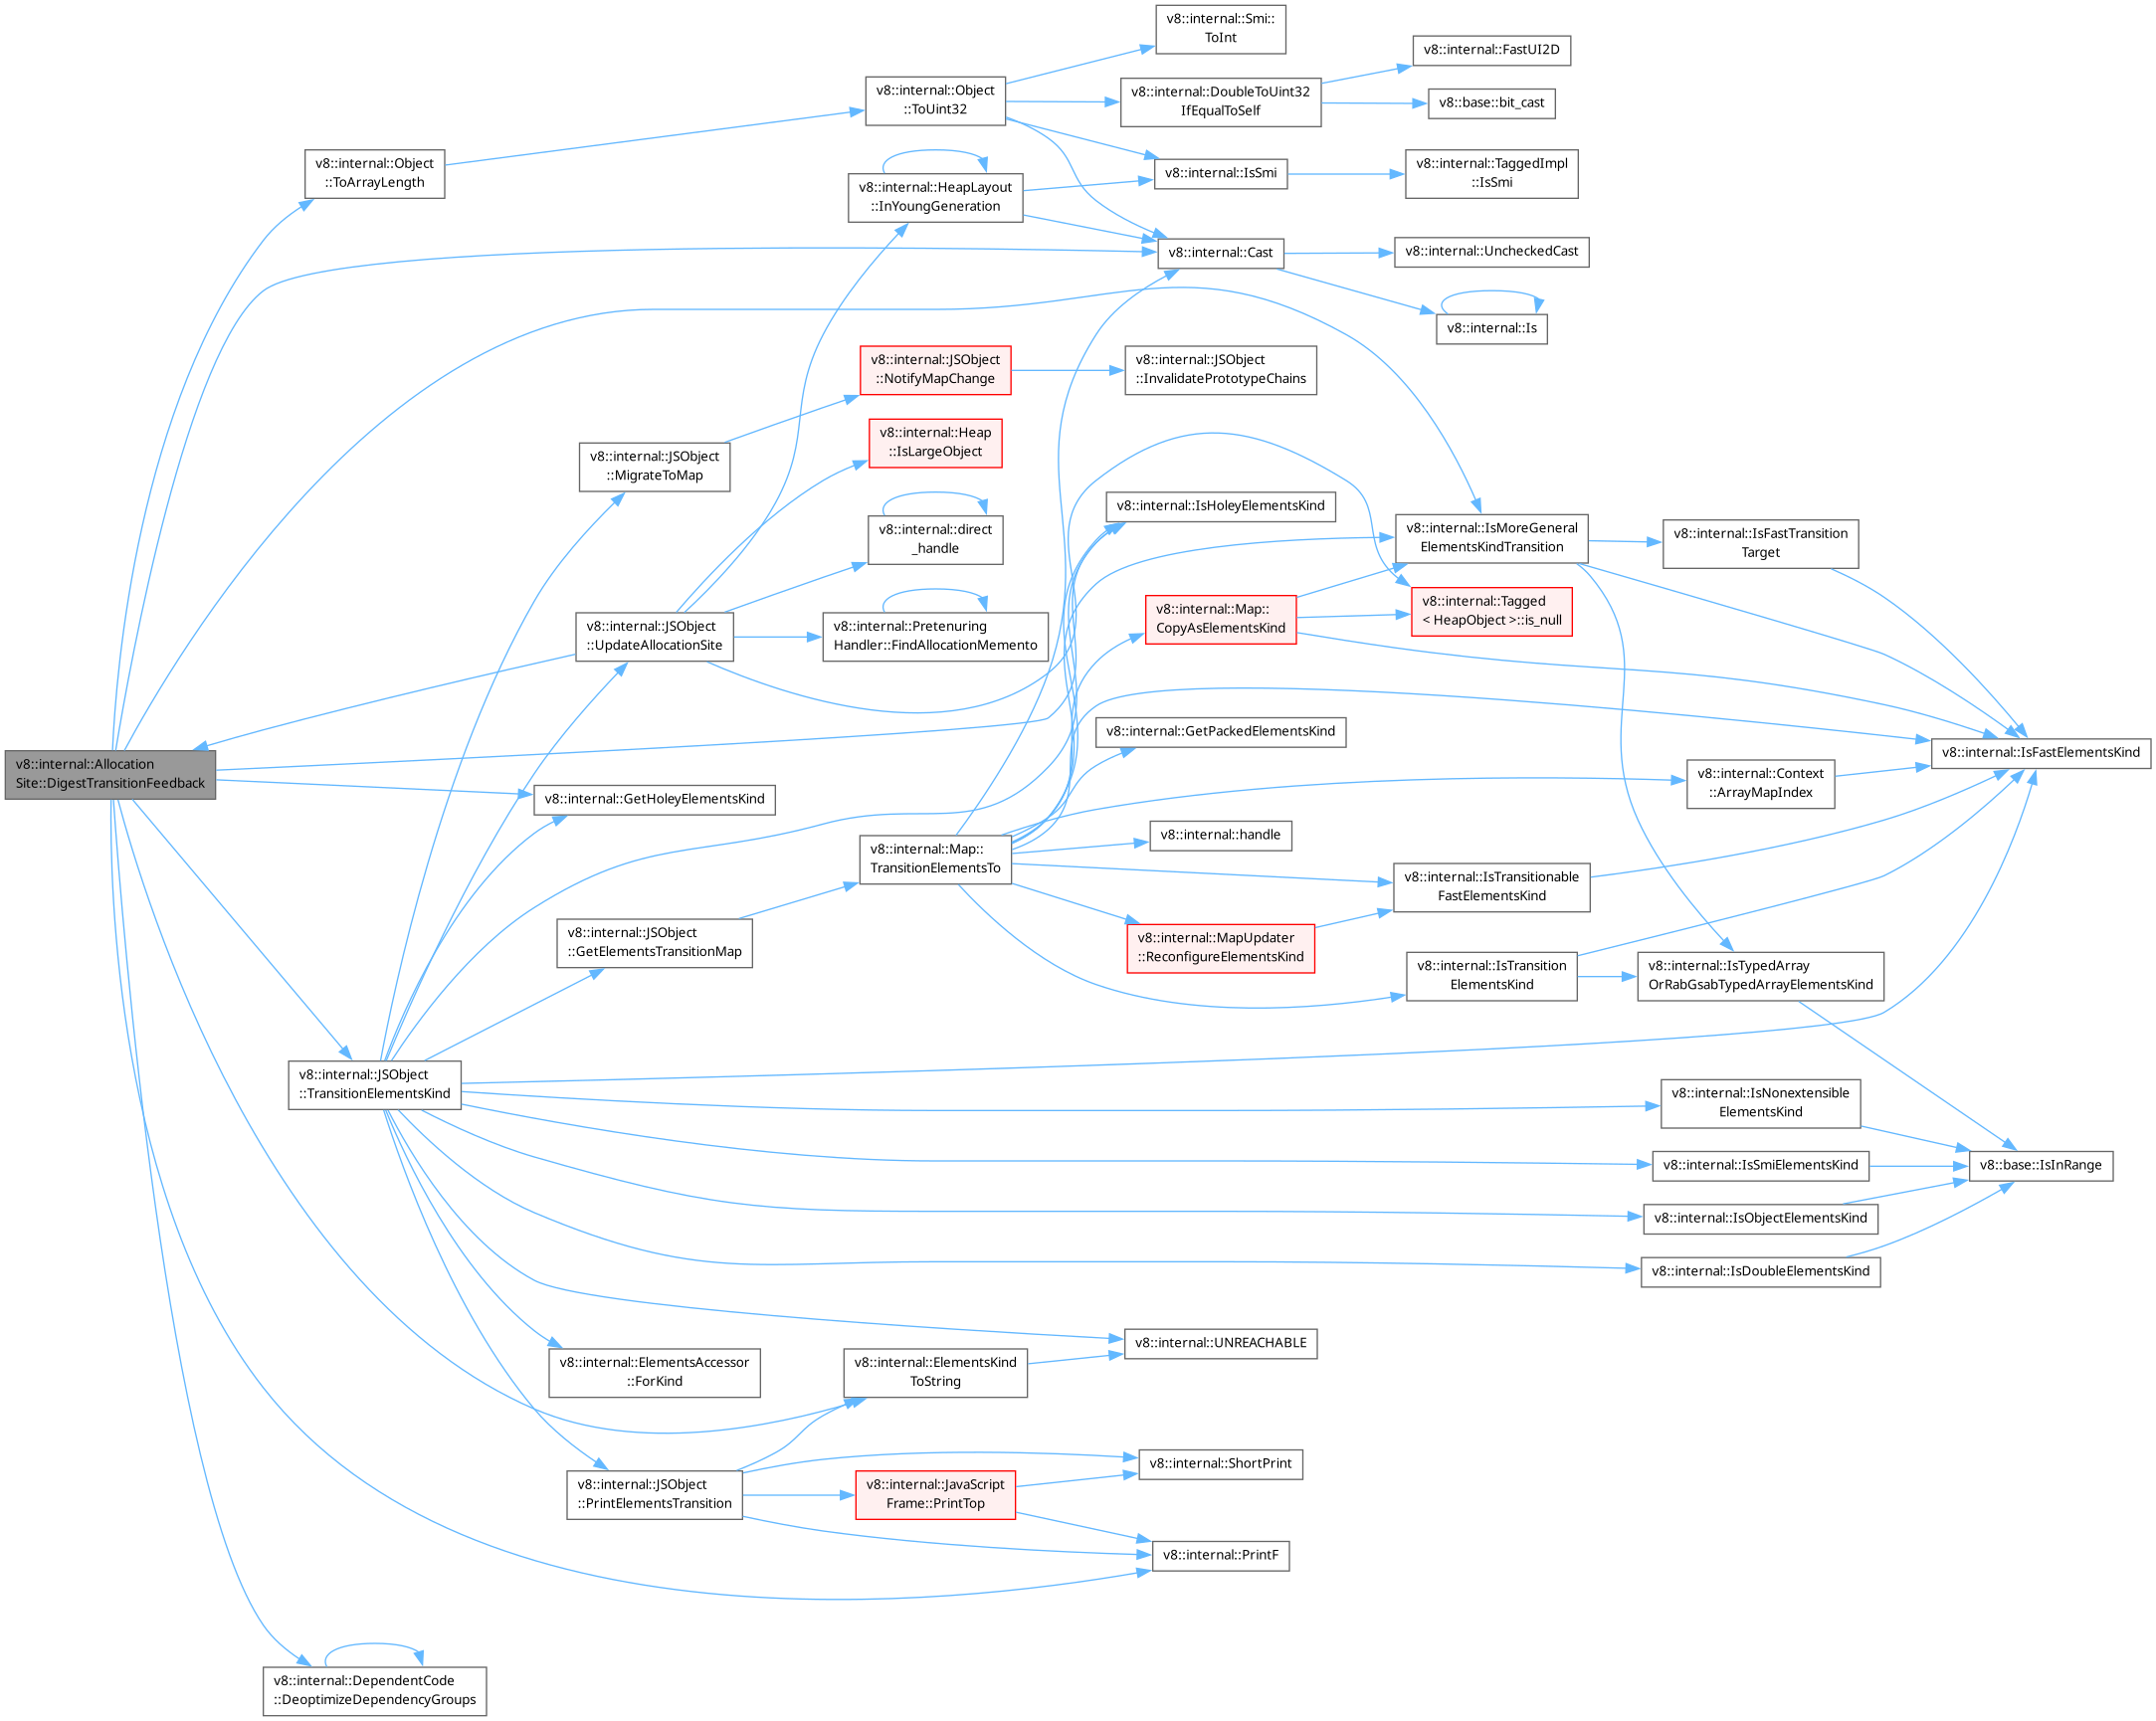 v8::internal::Allocation
Site::DigestTransitionFeedback
v8::internal::Object
::ToArrayLength
v8::internal::Object
::ToUint32
v8::internal::Smi::
ToInt
v8::internal::DoubleToUint32
IfEqualToSelf
v8::internal::FastUI2D
v8::base::bit_cast
v8::internal::IsSmi
v8::internal::TaggedImpl
::IsSmi
v8::internal::HeapLayout
::InYoungGeneration
v8::internal::Cast
v8::internal::UncheckedCast
v8::internal::Is
v8::internal::JSObject
::NotifyMapChange
v8::internal::JSObject
::InvalidatePrototypeChains
v8::internal::JSObject
::MigrateToMap
v8::internal::Heap
::IsLargeObject
v8::internal::direct
_handle
v8::internal::IsHoleyElementsKind
v8::internal::IsMoreGeneral
ElementsKindTransition
v8::internal::IsFastTransition
Target
v8::internal::JSObject
::UpdateAllocationSite
v8::internal::Pretenuring
Handler::FindAllocationMemento
v8::internal::Map::
CopyAsElementsKind
v8::internal::Tagged
< HeapObject >::is_null
v8::internal::GetPackedElementsKind
v8::internal::IsFastElementsKind
v8::internal::Context
::ArrayMapIndex
v8::internal::GetHoleyElementsKind
v8::internal::handle
v8::internal::Map::
TransitionElementsTo
v8::internal::IsTransitionable
FastElementsKind
v8::internal::JSObject
::GetElementsTransitionMap
v8::internal::MapUpdater
::ReconfigureElementsKind
v8::internal::IsTransition
ElementsKind
v8::internal::IsTypedArray
OrRabGsabTypedArrayElementsKind
v8::internal::JSObject
::TransitionElementsKind
v8::internal::IsNonextensible
ElementsKind
v8::internal::IsSmiElementsKind
v8::base::IsInRange
v8::internal::IsObjectElementsKind
v8::internal::IsDoubleElementsKind
v8::internal::UNREACHABLE
v8::internal::ElementsAccessor
::ForKind
v8::internal::ElementsKind
ToString
v8::internal::ShortPrint
v8::internal::JSObject
::PrintElementsTransition
v8::internal::JavaScript
Frame::PrintTop
v8::internal::PrintF
v8::internal::DependentCode
::DeoptimizeDependencyGroups